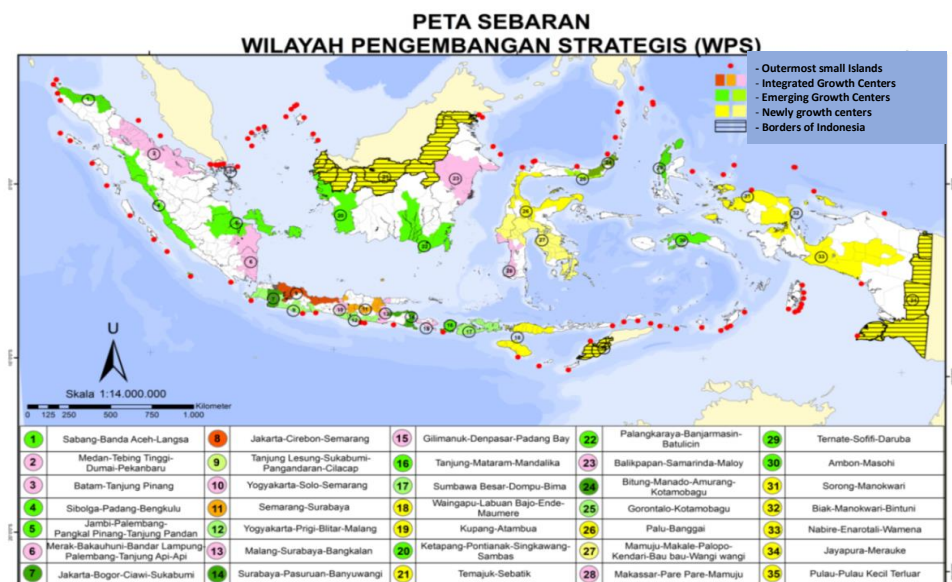 PETA SEBARAN
WILAYAH PENGEMBANGAN STRATEGIS (WPS)
- Outermost small Islands
- Integrated Growth Centers
- Emerging Growth Centers
- Newly growth centers
- Borders of Indonesia
U
Skala 1:14.000.000
Kilometer
0 125 250 500 750 1.000
1 Sabang-Banda Aceh-Langsa
2 Medan-Tebing Tinggi-
Dumai-Pekanbaru
3 Batam-Tanjung Pinang
4 Sibolga-Padang-Bengkulu
5 Jambi-Palembang-
Pangkal Pinang-Tanjung Pandan
6 Merak-Bakauhuni-Bandar Lampung-
Palembang-Tanjung Api-Api
7 Jakarta-Bogor-Ciawi-Sukabumi
8 Jakarta-Cirebon-Semarang
9 Tanjung Lesung-Sukabumi-
Pangandaran-Cilacap
10 Yogyakarta-Solo-Semarang
11 Semarang-Surabaya
12 Yogyakarta-Prigi-Blitar-Malang
13 Malang-Surabaya-Bangkalan
14 Surabaya-Pasuruan-Banyuwangi
15 Gilimanuk-Denpasar-Padang Bay
16 Tanjung-Mataram-Mandalika
17 Sumbawa Besar-Dompu-Bima
18 Waingapu-Labuan Bajo-Ende-
Maumere
19 Kupang-Atambua
20 Ketapang-Pontianak-Singkawang-
Sambas
21 Temajuk-Sebatik
22 Palangkaraya-Banjarmasin-
Batulicin
23 Balikpapan-Samarinda-Maloy
24 Bitung-Manado-Amurang-
Kotamobagu
25 Gorontalo-Kotamobagu
26 Palu-Banggai
27 Mamuju-Makale-Palopo-
Kendari-Bau bau-Wangi wangi
28 Makassar-Pare Pare-Mamuju
29 Ternate-Sofifi-Daruba
30 Ambon-Masohi
31 Sorong-Manokwari
32 Biak-Manokwari-Bintuni
33 Nabire-Enarotali-Wamena
34 Jayapura-Merauke
35 Pulau-Pulau Kecil Terluar